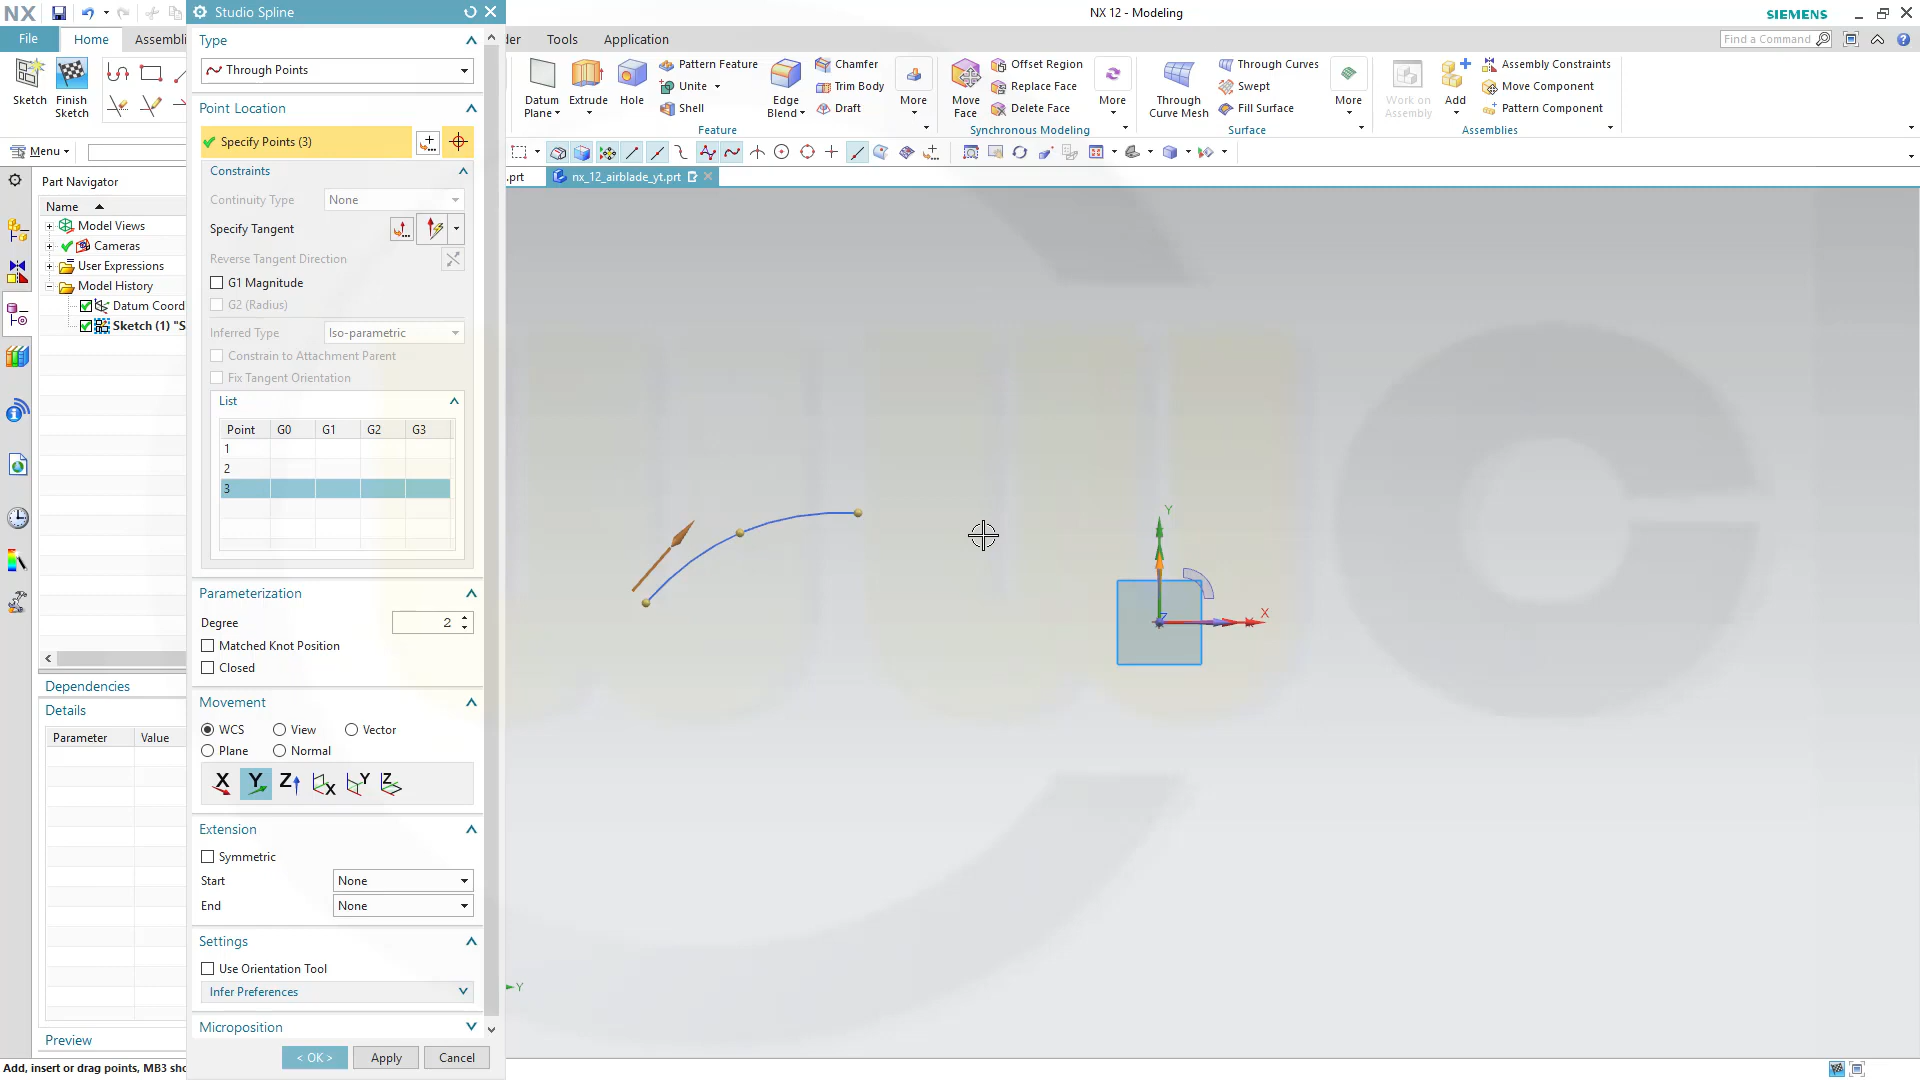 NX
Studio Spline
NX 12 - Modeling
SIEMENS
File
Home
Assembli
der
Tools
Application
Find a Command
Sketch
Finish Sketch
Datum Plane
Extrude
Hole
Pattern Feature
Unite
Shell
Edge Blend
Chamfer
Trim Body
Draft
More
Feature
Move Face
Offset Region
Replace Face
Delete Face
More
Synchronous Modeling
Through Curve Mesh
Through Curves
Swept
Fill Surface
More
Surface
Work on Assembly
Add
Assembly Constraints
Move Component
Pattern Component
Assemblies
Menu
.prt
nx_12_airblade_yt.prt
Part Navigator
Name
Model Views
Cameras
User Expressions
Model History
Datum Coord
Sketch (1) "S
Dependencies
Details
Parameter
Value
Preview
Type
Through Points
Point Location
Specify Points (3)
Constraints
Continuity Type
None
Specify Tangent
Reverse Tangent Direction
G1 Magnitude
G2 (Radius)
Inferred Type
Iso-parametric
Constrain to Attachment Parent
Fix Tangent Orientation
List
Point G0 G1 G2 G3
1
2
3
Parameterization
Degree
2
Matched Knot Position
Closed
Movement
WCS
View
Vector
Plane
Normal
X Y Z X Y Z
Extension
Symmetric
Start
None
End
None
Settings
Use Orientation Tool
Infer Preferences
Microposition
< OK >
Apply
Cancel
Y
X
Z
Y
Add, insert or drag points, MB3 sho